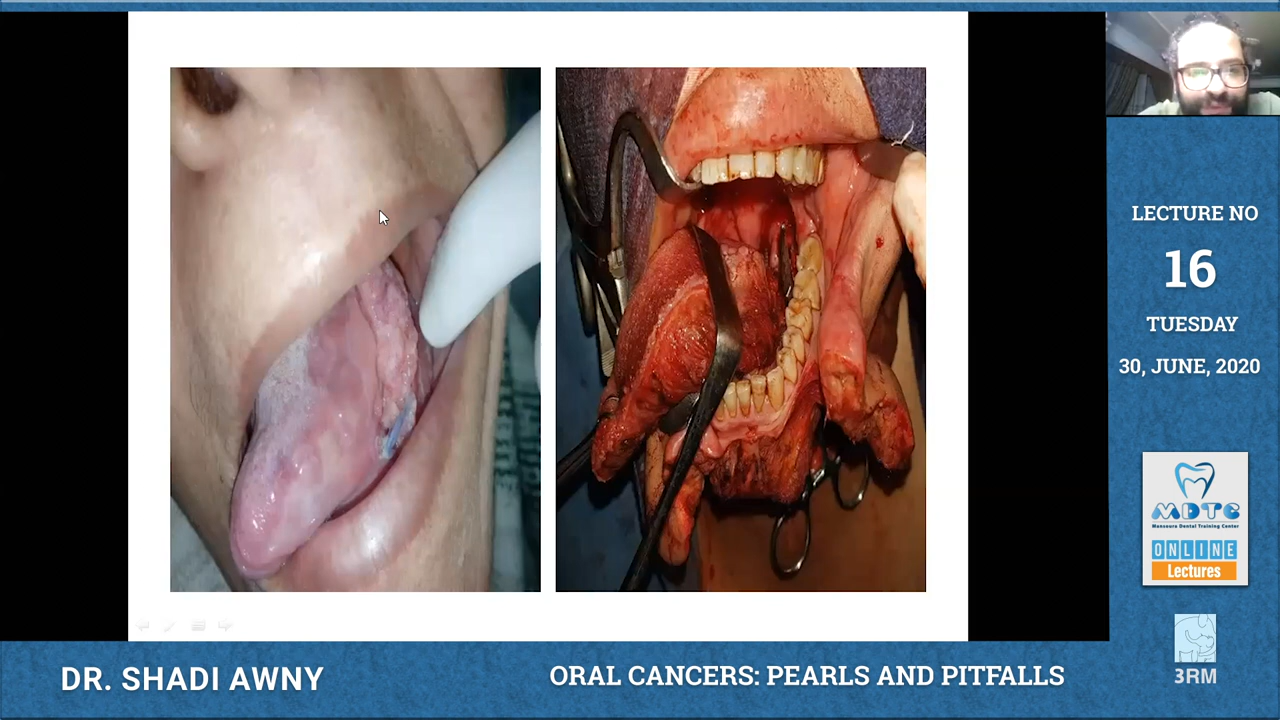 LECTURE NO
16
TUESDAY
30, JUNE, 2020
MDTC
Mansoura Dental Training Center
ONLINE
Lectures
3RM
DR. SHADI AWNY
ORAL CANCERS: PEARLS AND PITFALLS